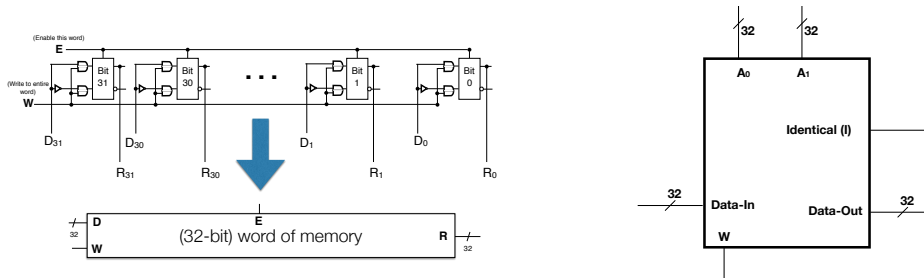 (Enable this word)
E
Bit
31
Bit
30
Bit
1
Bit
0
(Write to entire
word)
W
D31 D30 D1 D0
R31 R30 R1 R0
D
32
W
E
(32-bit) word of memory
R
32
32 32
A0 A1
Identical (I)
32
Data-In
32
Data-Out
W